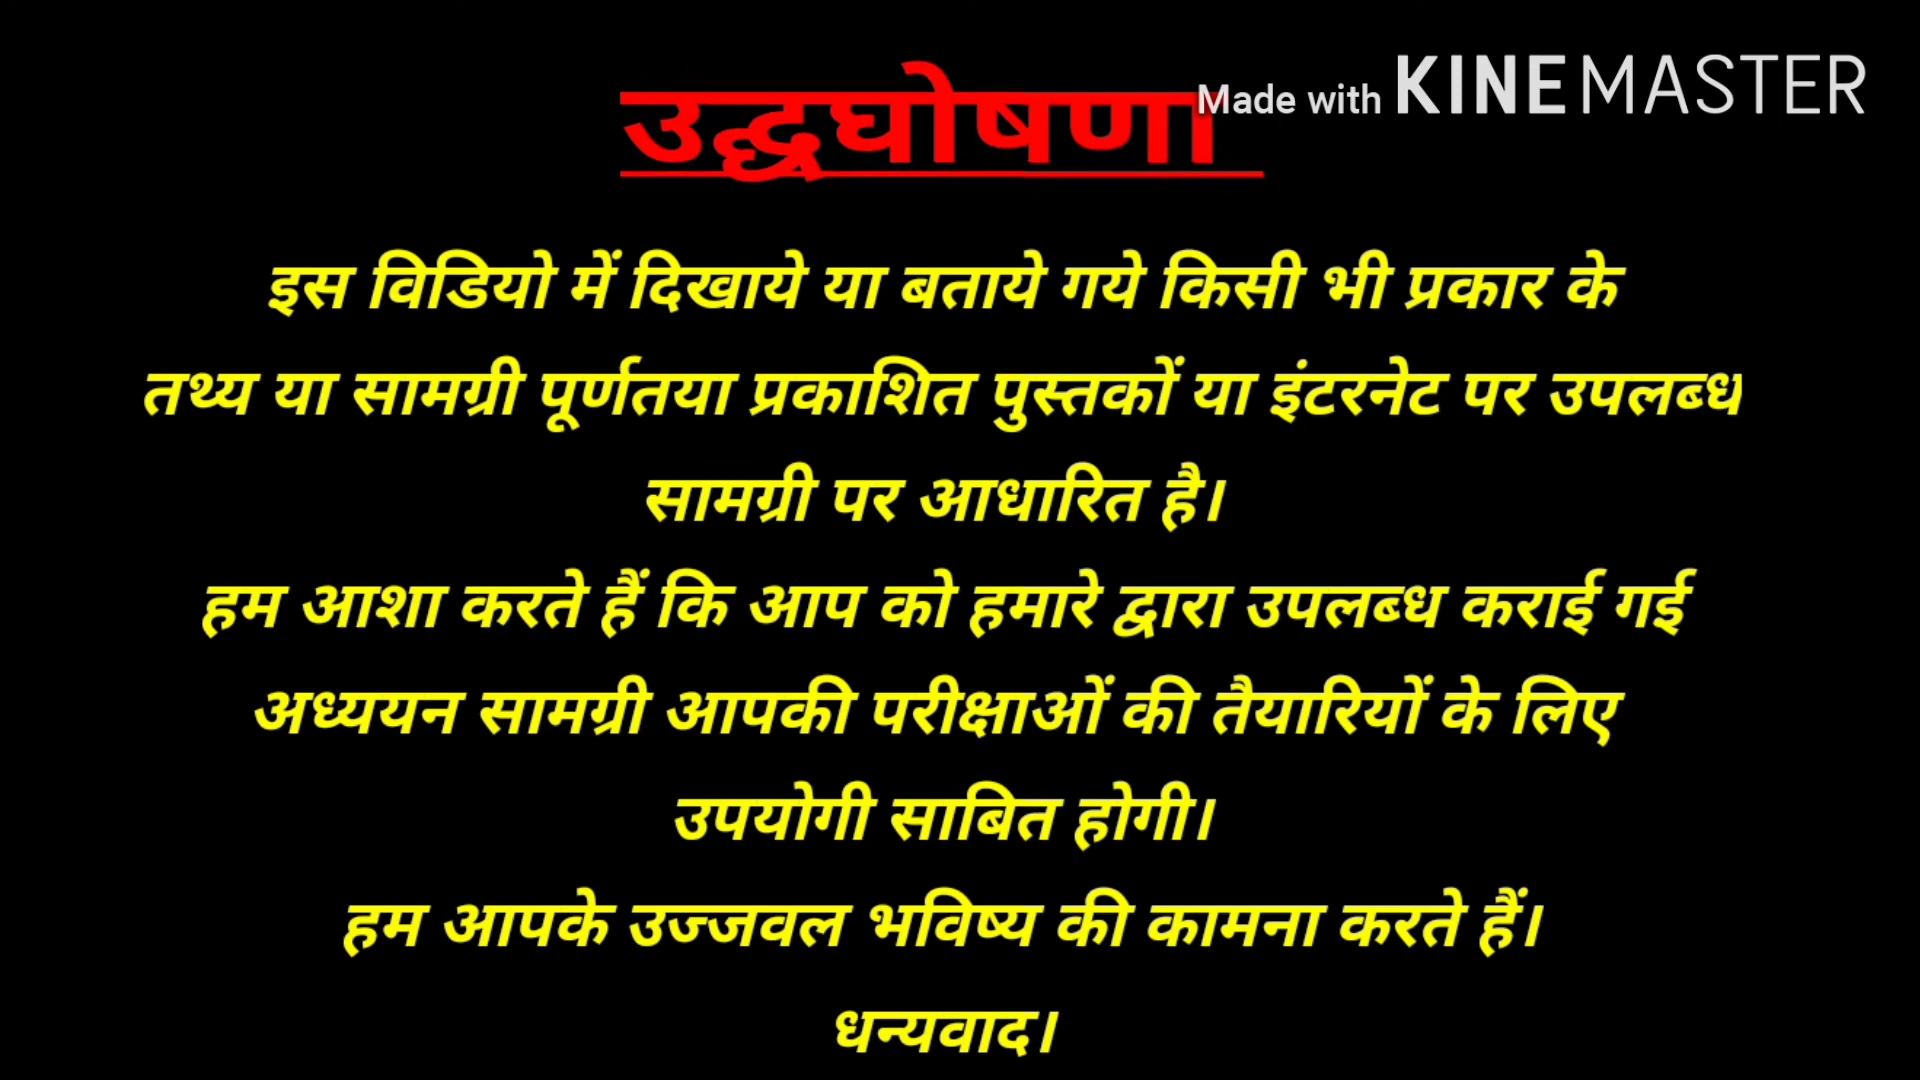 उद्धघोषणा
Made with KINEMASTER
इस विडियो में दिखाये या बताये गये किसी भी प्रकार के
तथ्य या सामग्री पूर्णतया प्रकाशित पुस्तकों या इंटरनेट पर उपलब्ध
सामग्री पर आधारित है।
हम आशा करते हैं कि आप को हमारे द्वारा उपलब्ध कराई गई
अध्ययन सामग्री आपकी परीक्षाओं की तैयारियों के लिए
उपयोगी साबित होगी।
हम आपके उज्जवल भविष्य की कामना करते हैं।
धन्यवाद।